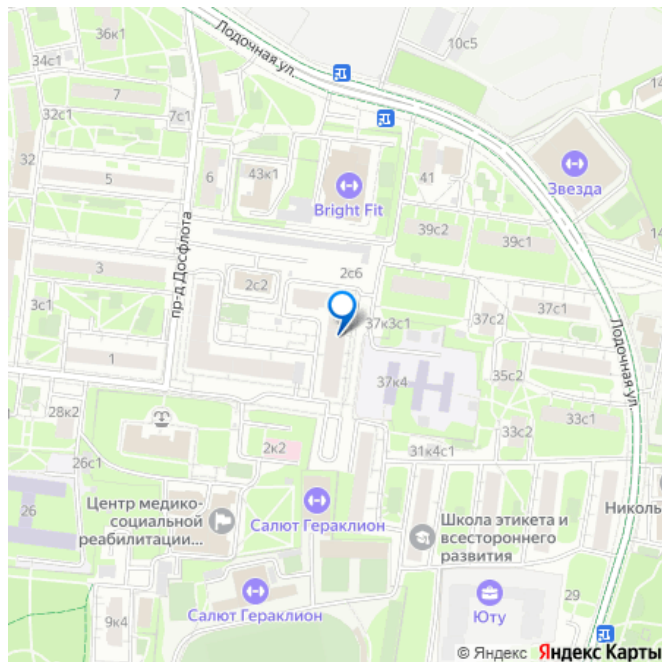 36к1
Лодочная ул.
10с5
34с1
7
14
32с1
7с1
32
5
6
43к1
41
Звезда
Bright Fit
39с2
39с1
14
пр-д Досфлота
3
2с2
2с6
3с1
37с1
37к3с1
37с2
Лодочная ул.
1
37к4
35с2
28к2
33с1
33с2
2к2
31к4с1
26с1
26
Центр медико-
социальной
реабилитации...
Салют Гераклион
Школа этикета и
всестороннего
развития
Николь
Салют Гераклион
Юту
29
9к4
© Яндекс Яндекс Карты